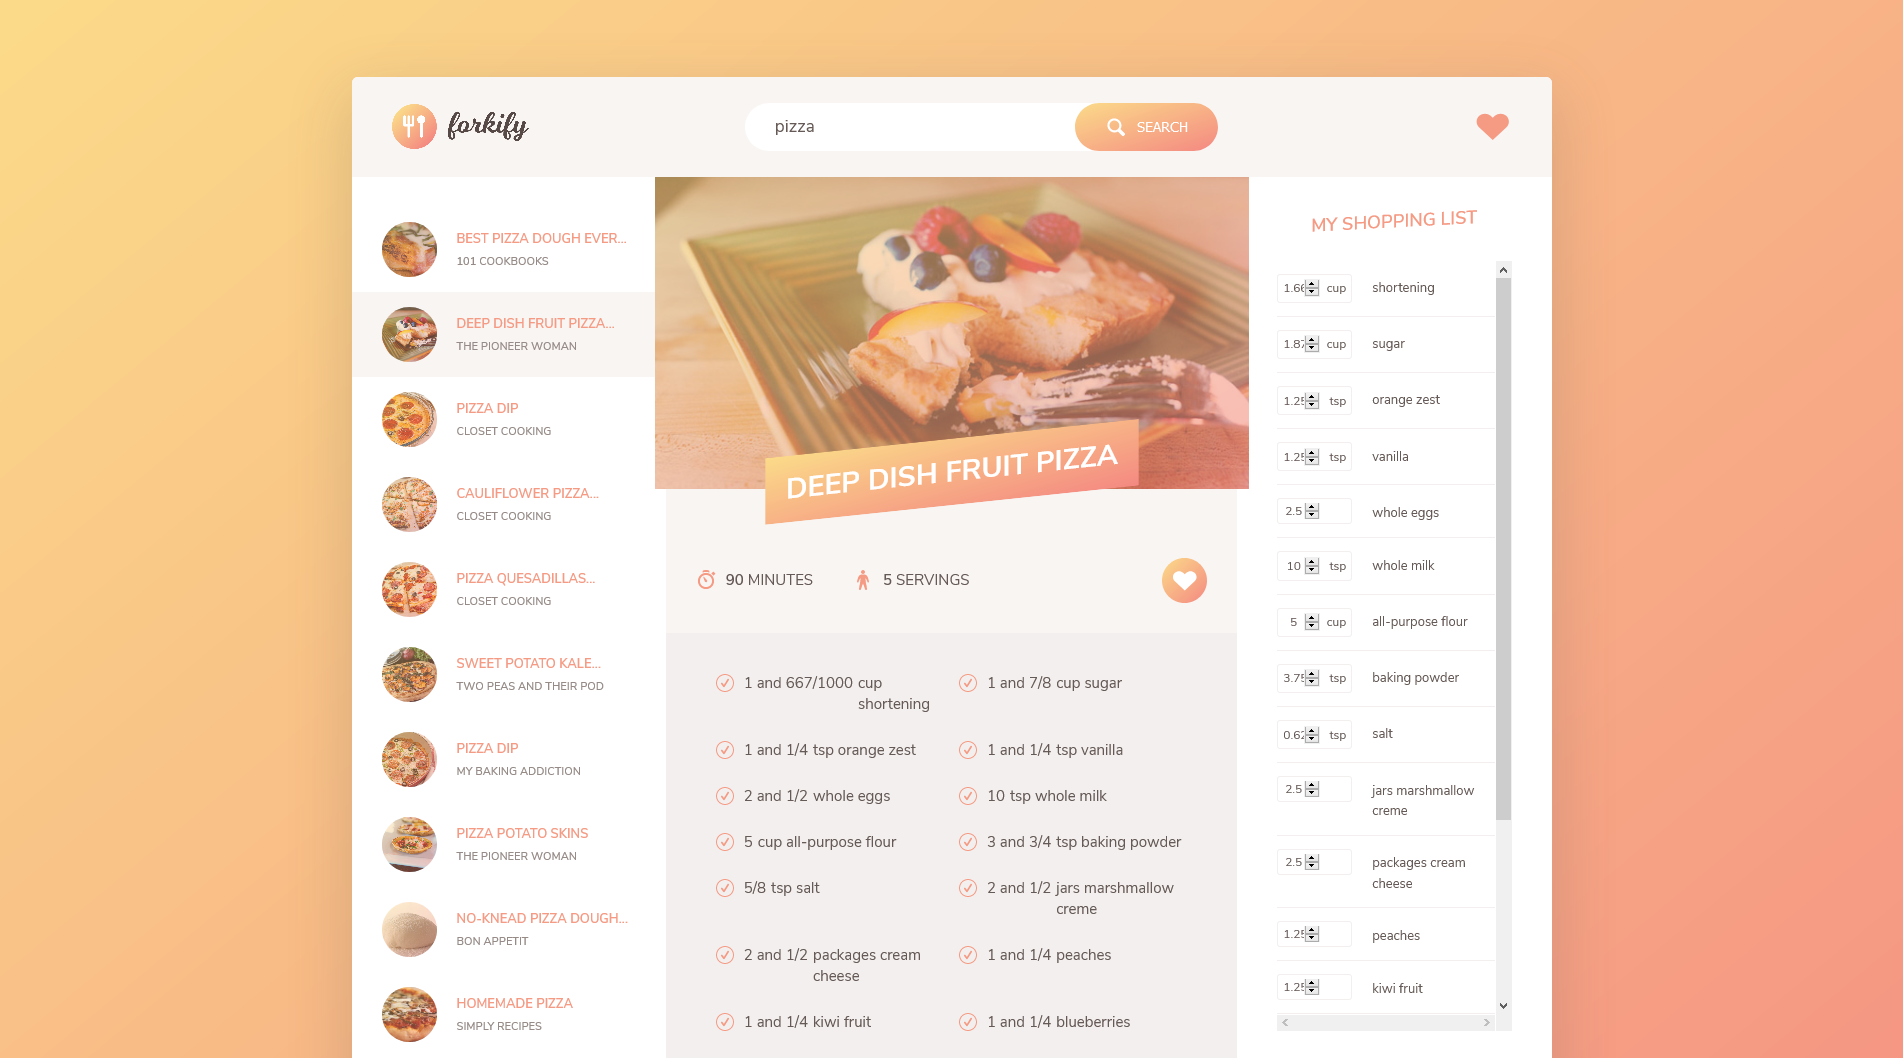 forkify
pizza
SEARCH
BEST PIZZA DOUGH EVER...
101 COOKBOOKS
DEEP DISH FRUIT PIZZA...
THE PIONEER WOMAN
PIZZA DIP
CLOSET COOKING
CAULIFLOWER PIZZA...
CLOSET COOKING
PIZZA QUESADILLAS...
CLOSET COOKING
SWEET POTATO KALE...
TWO PEAS AND THEIR POD
PIZZA DIP
MY BAKING ADDICTION
PIZZA POTATO SKINS
THE PIONEER WOMAN
NO-KNEAD PIZZA DOUGH...
BON APPETIT
HOMEMADE PIZZA
SIMPLY RECIPES
DEEP DISH FRUIT PIZZA
90 MINUTES
5 SERVINGS
1 and 667/1000 cup
shortening
1 and 7/8 cup sugar
1 and 1/4 tsp orange zest
1 and 1/4 tsp vanilla
2 and 1/2 whole eggs
10 tsp whole milk
5 cup all-purpose flour
3 and 3/4 tsp baking powder
5/8 tsp salt
2 and 1/2 jars marshmallow
creme
2 and 1/2 packages cream
cheese
1 and 1/4 peaches
1 and 1/4 kiwi fruit
1 and 1/4 blueberries
MY SHOPPING LIST
1.66 cup shortening
1.87 cup sugar
1.25 tsp orange zest
1.25 tsp vanilla
2.5 whole eggs
10 tsp whole milk
5 cup all-purpose flour
3.75 tsp baking powder
0.62 tsp salt
2.5 jars marshmallow
creme
2.5 packages cream
cheese
1.25 peaches
1.25 kiwi fruit